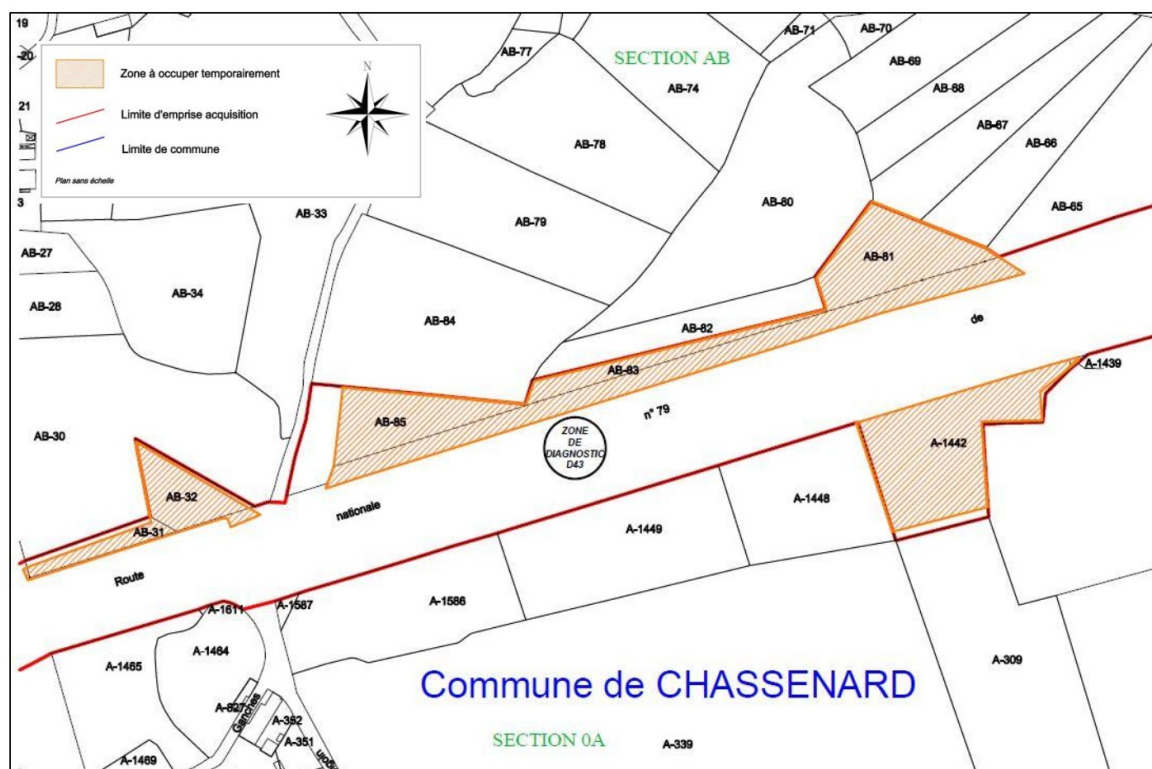 19
20
21
3
Zone à occuper temporairement
Limite d'emprise acquisition
Limite de commune
Plan sans échelle
N
SECTION AB
AB-77
AB-71
AB-70
AB-69
AB-74
AB-68
AB-78
AB-67
AB-66
AB-80
AB-65
AB-33
AB-79
AB-27
AB-34
AB-28
AB-81
AB-84
AB-82
AB-83
de
A-1439
n° 79
AB-85
AB-30
ZONE
DE
DIAGNOSTIC
D43
A-1442
AB-32
A-1448
nationale
A-1449
AB-31
Route
A-1611
A-1587
A-1586
A-1464
A-1465
A-309
Commune de CHASSENARD
A-827
Ganches
A-352
A-351
SECTION 0A
A-339
A-1469